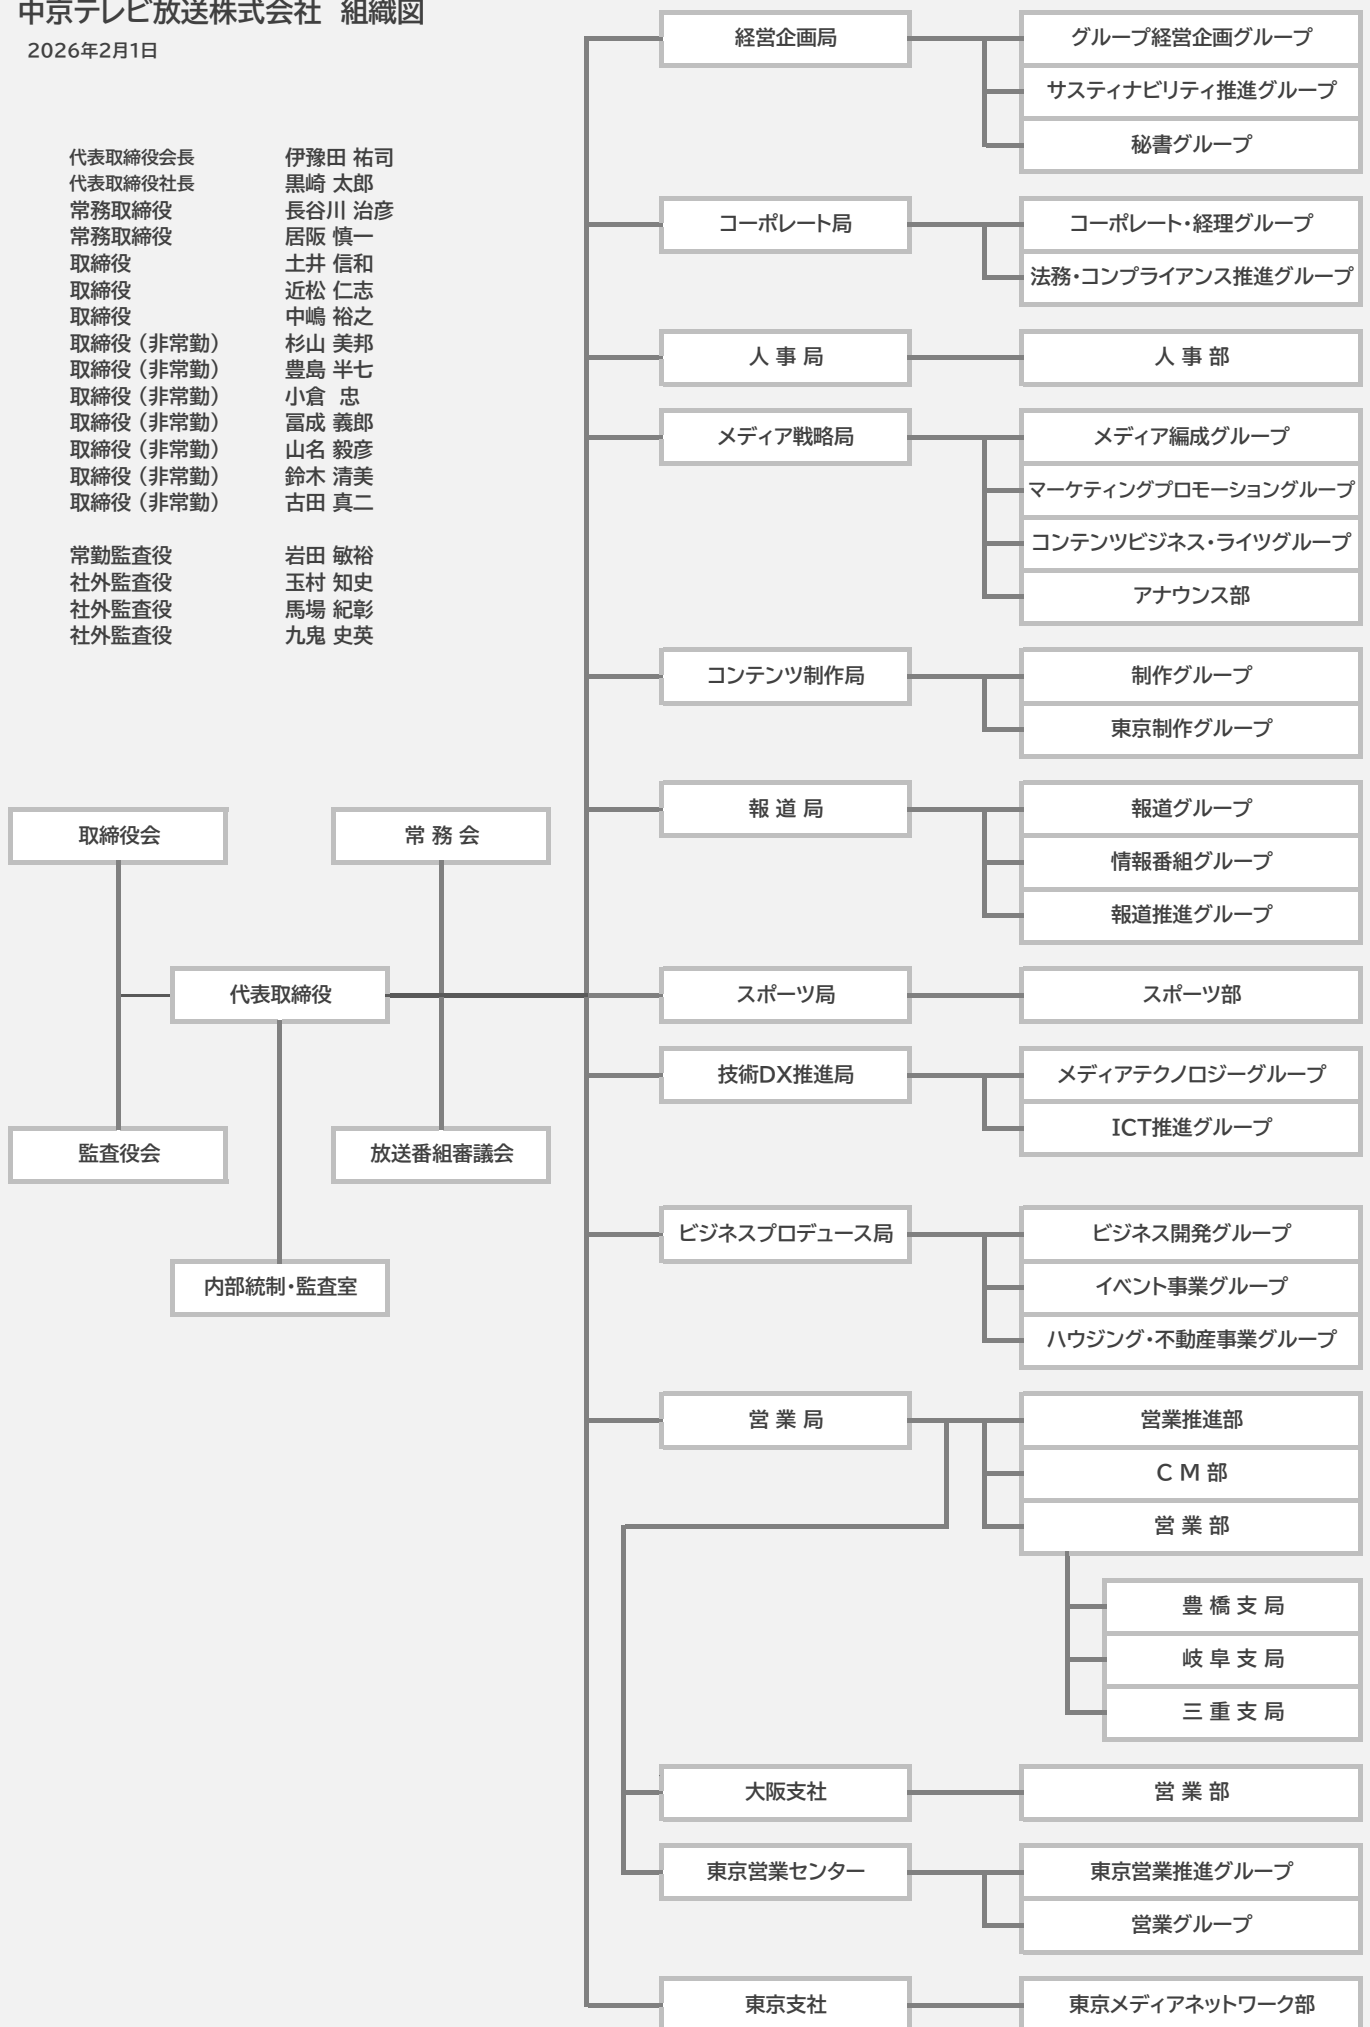 中京テレビ放送株式会社 組織図
2026年2月1日
代表取締役会長 伊豫田 祐司
代表取締役社長 黒崎 太郎
常務取締役 長谷川 治彦
常務取締役 居阪 慎一
取締役 土井 信和
取締役 近松 仁志
取締役 中嶋 裕之
取締役（非常勤） 杉山 美邦
取締役（非常勤） 豊島 半七
取締役（非常勤） 小倉 忠
取締役（非常勤） 冨成 義郎
取締役（非常勤） 山名 毅彦
取締役（非常勤） 鈴木 清美
取締役（非常勤） 古田 真二
常勤監査役 岩田 敏裕
社外監査役 玉村 知史
社外監査役 馬場 紀彰
社外監査役 九鬼 史英
取締役会
常 務 会
代表取締役
監査役会
放送番組審議会
内部統制・監査室
経営企画局
グループ経営企画グループ
サスティナビリティ推進グループ
秘書グループ
コーポレート局
コーポレート・経理グループ
法務・コンプライアンス推進グループ
人 事 局
人 事 部
メディア戦略局
メディア編成グループ
マーケティングプロモーショングループ
コンテンツビジネス・ライツグループ
アナウンス部
コンテンツ制作局
制作グループ
東京制作グループ
報 道 局
報道グループ
情報番組グループ
報道推進グループ
スポーツ局
スポーツ部
技術DX推進局
メディアテクノロジーグループ
ICT推進グループ
ビジネスプロデュース局
ビジネス開発グループ
イベント事業グループ
ハウジング・不動産事業グループ
営 業 局
営業推進部
C M 部
営 業 部
豊 橋 支 局
岐 阜 支 局
三 重 支 局
大阪支社
営 業 部
東京営業センター
東京営業推進グループ
営業グループ
東京支社
東京メディアネットワーク部